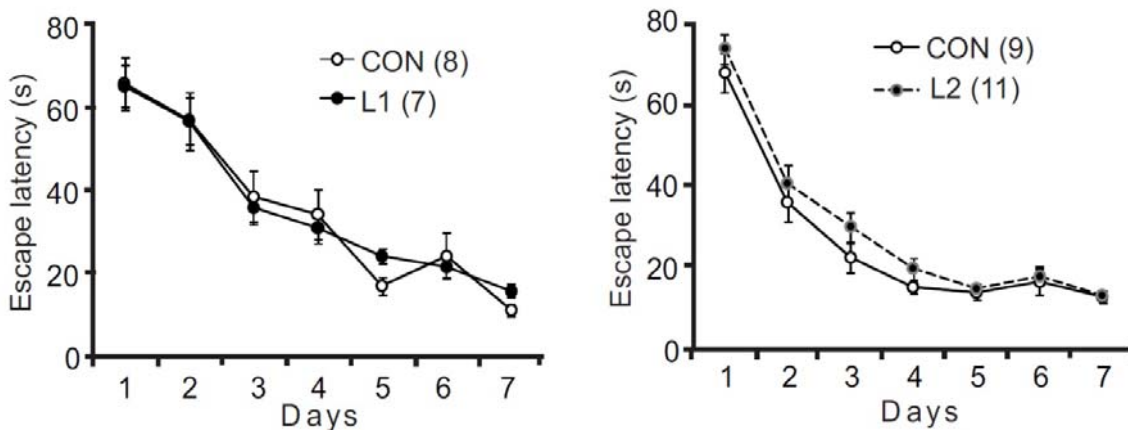 Escape latency (s)
80
60
40
20
0
CON (8)
L1 (7)
1 2 3 4 5 6 7
Days
Escape latency (s)
80
60
40
20
0
CON (9)
L2 (11)
1 2 3 4 5 6 7
Days